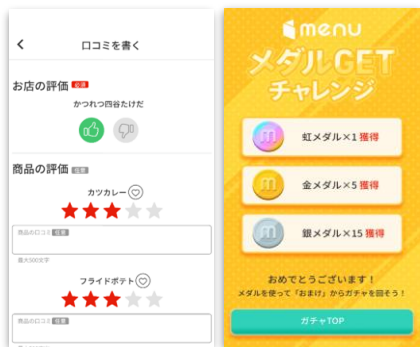 口コミを書く
お店の評価 必須
かつれつ四谷たけだ
商品の評価 任意
カツカレー
商品の口コミ 任意
最大500文字
フライドポテト
商品の口コミ 任意
menu
メダルGET
チャレンジ
虹メダル×1 獲得
金メダル×5 獲得
銀メダル×15 獲得
おめでとうございます！
メダルを使って「おまけ」からガチャを回そう！
ガチャTOP